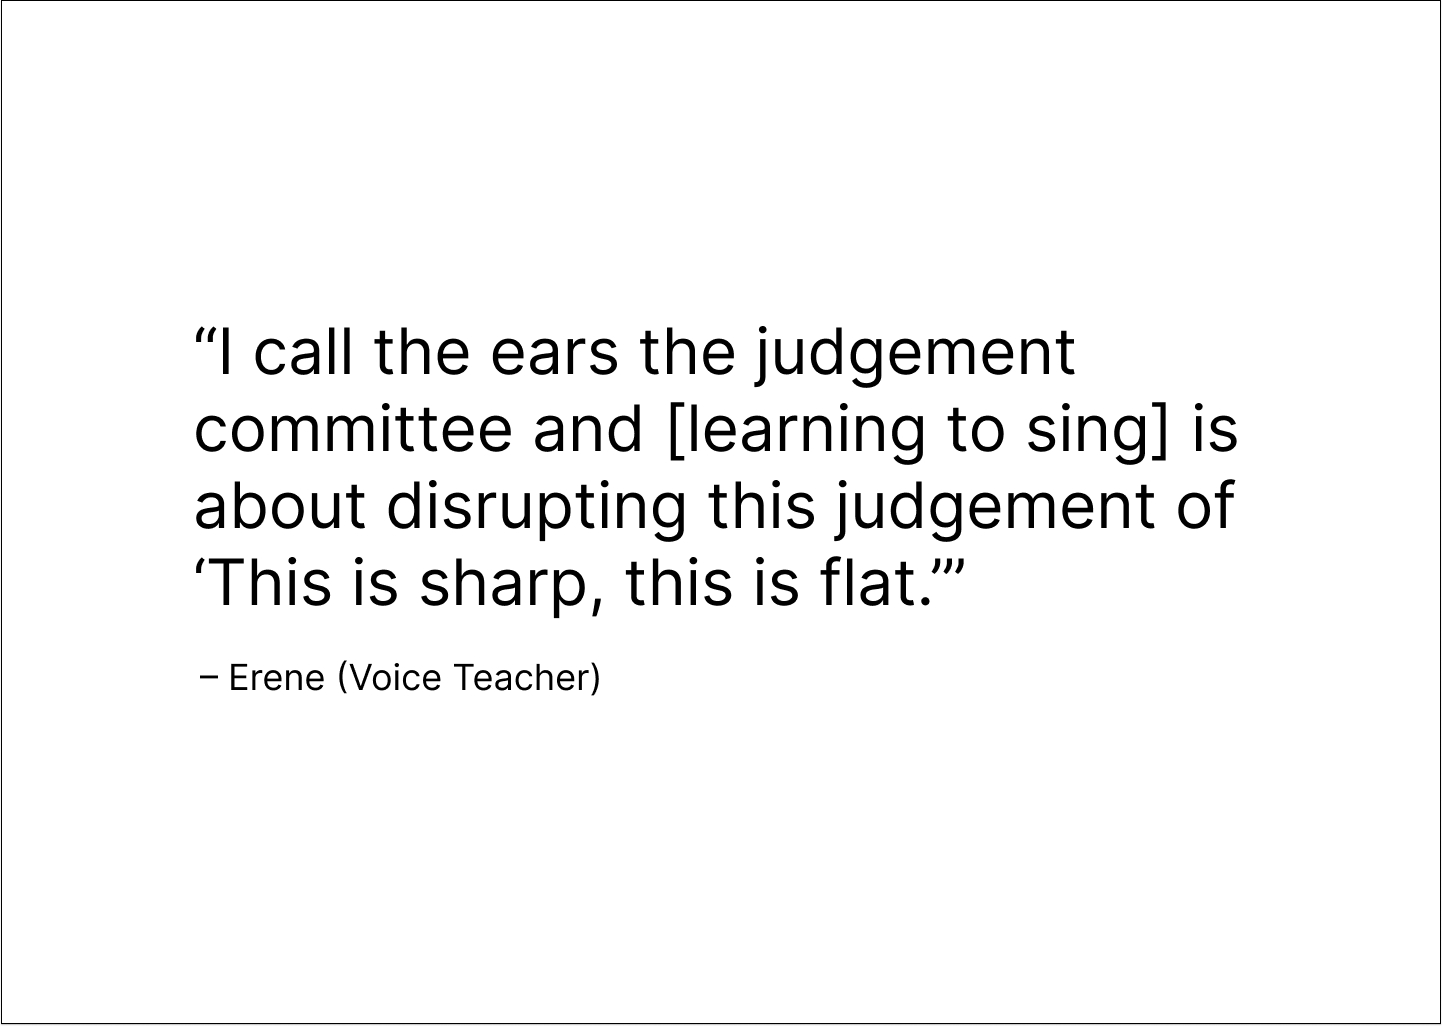 “I call the ears the judgement
committee and [learning to sing] is
about disrupting this judgement of
‘This is sharp, this is flat.’”
– Erene (Voice Teacher)